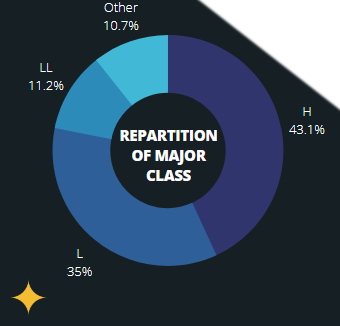 Other
10.7%
LL
11.2%
H
43.1%
REPARTITION
OF MAJOR
CLASS
L
35%